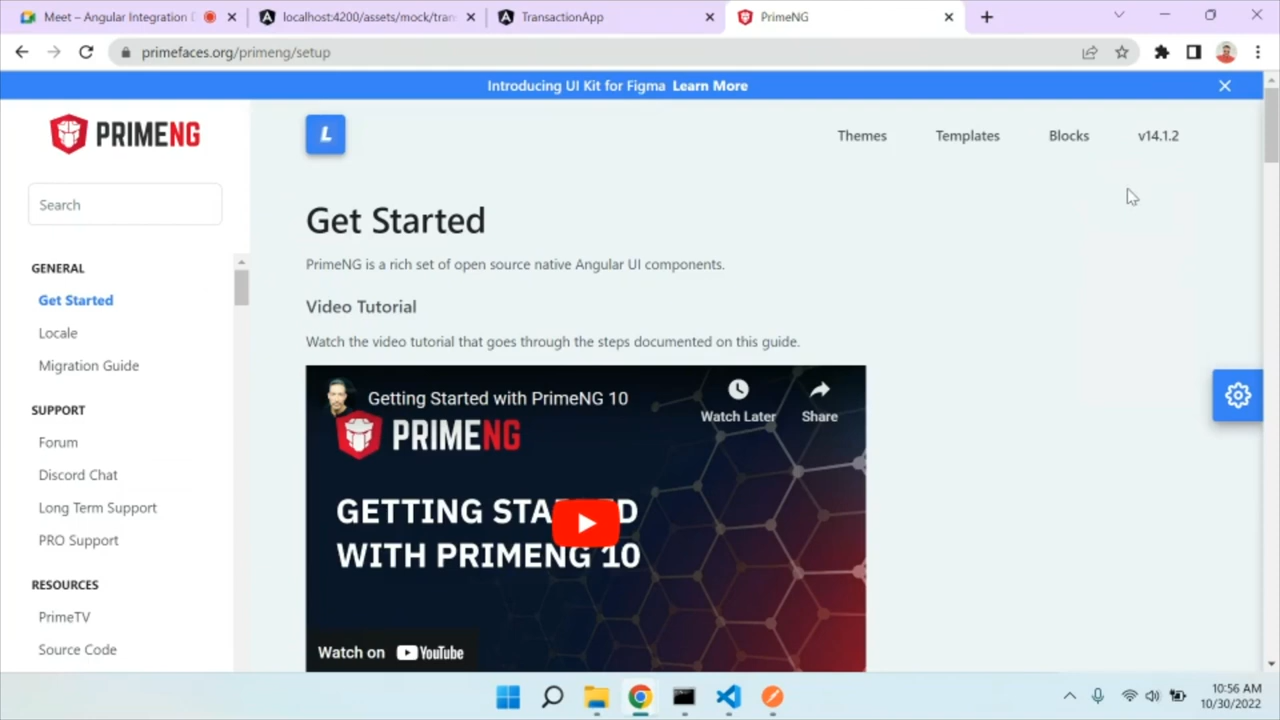 Meet – Angular Integration
localhost:4200/assets/mock/tran
TransactionApp
PrimeNG
primefaces.org/primeng/setup
Introducing UI Kit for Figma Learn More
PRIMENG
L
Themes
Templates
Blocks
v14.1.2
Search
Get Started
PrimeNG is a rich set of open source native Angular UI components.
GENERAL
Get Started
Locale
Migration Guide
SUPPORT
Forum
Discord Chat
Long Term Support
PRO Support
RESOURCES
PrimeTV
Source Code
Video Tutorial
Watch the video tutorial that goes through the steps documented on this guide.
Getting Started with PrimeNG 10
Watch Later
Share
PRIMENG
GETTING STARTED
WITH PRIMENG 10
Watch on YouTube
10:56 AM
10/30/2022